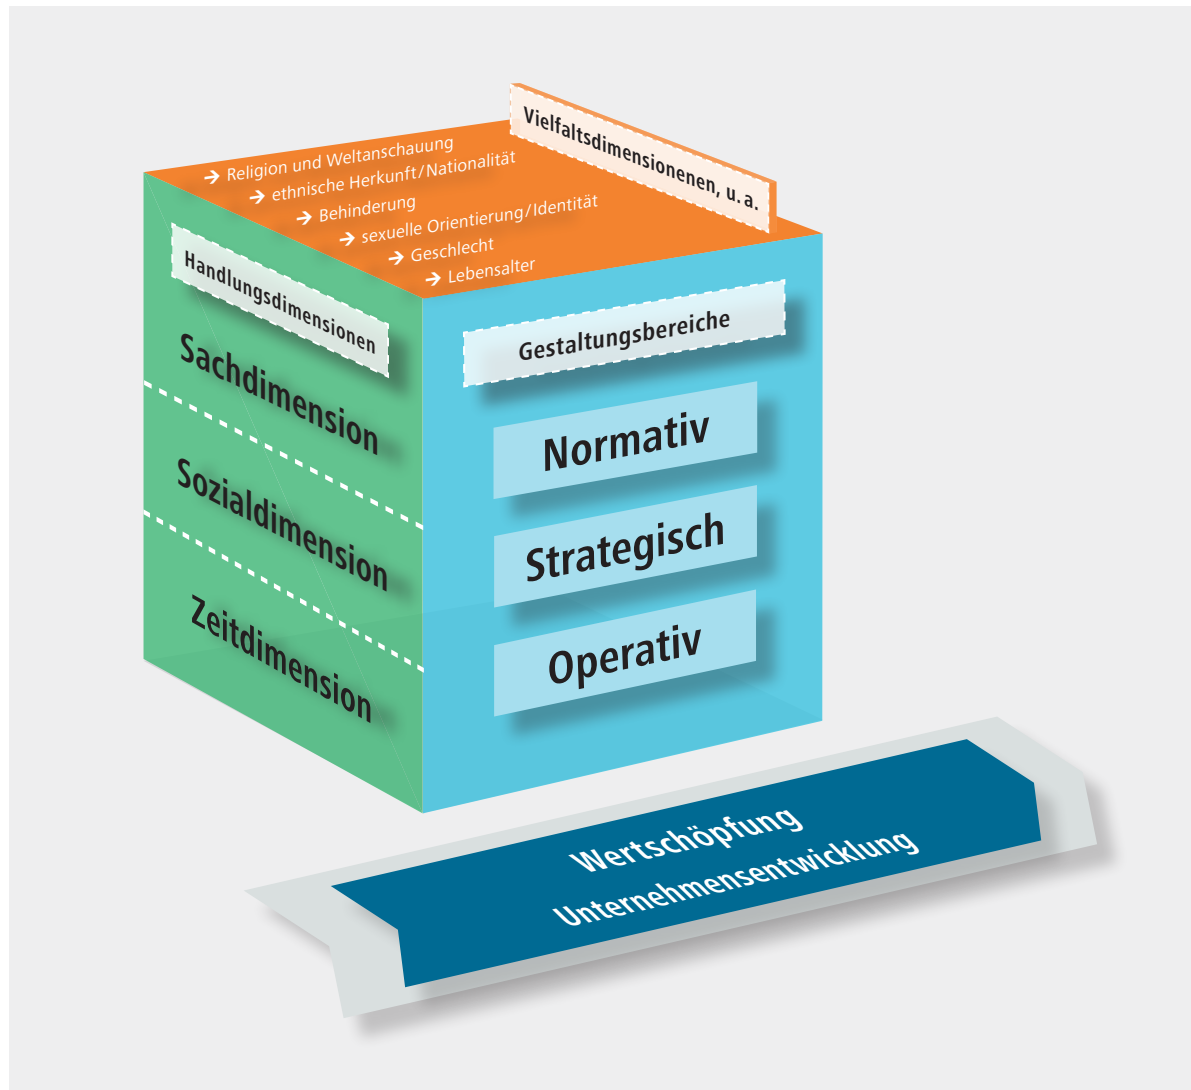 Vielfaltsdimensionenen, u. a.
→ Religion und Weltanschauung
→ ethnische Herkunft/Nationalität
→ Behinderung
→ sexuelle Orientierung/Identität
→ Geschlecht
→ Lebensalter
Handlungsdimensionen
Sachdimension
Sozialdimension
Zeitdimension
Gestaltungsbereiche
Normativ
Strategisch
Operativ
Wertschöpfung
Unternehmensentwicklung